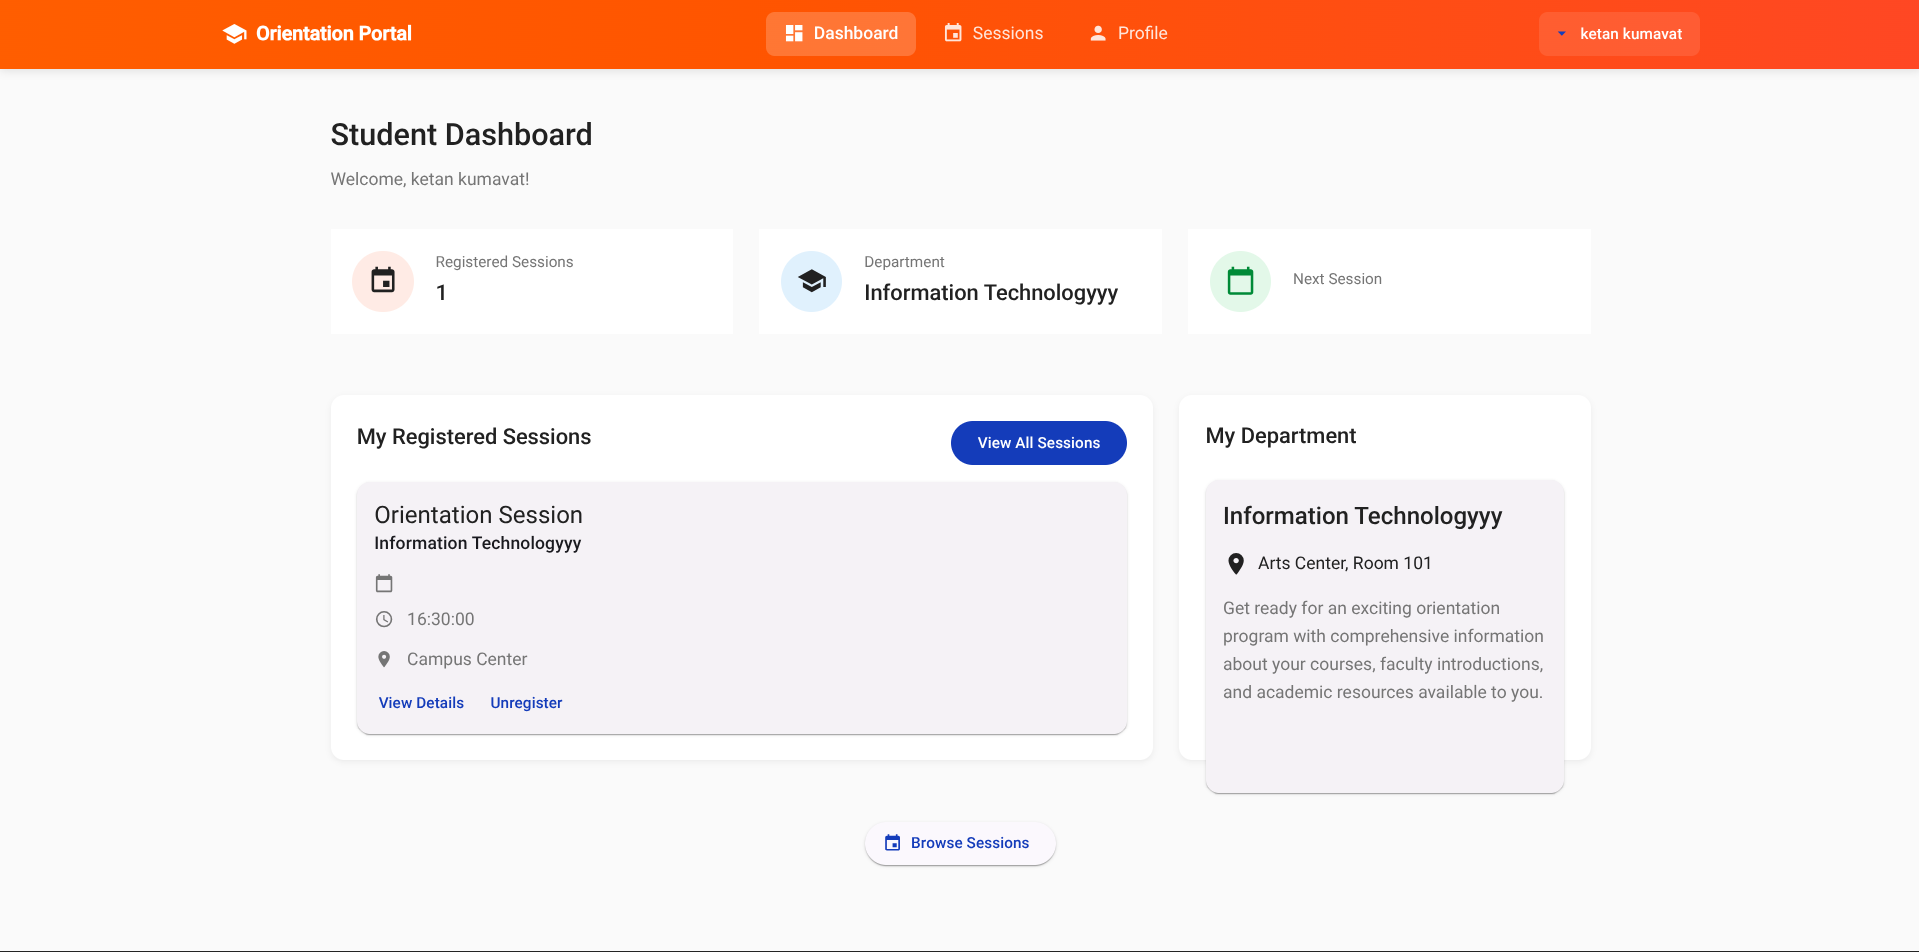 Orientation Portal
Dashboard
Sessions
Profile
ketan kumavat
Student Dashboard
Welcome, ketan kumavat!
Registered Sessions
1
Department
Information Technologyyy
Next Session
My Registered Sessions
View All Sessions
Orientation Session
Information Technologyyy
16:30:00
Campus Center
View Details
Unregister
My Department
Information Technologyyy
Arts Center, Room 101
Get ready for an exciting orientation
program with comprehensive information
about your courses, faculty introductions,
and academic resources available to you.
Browse Sessions